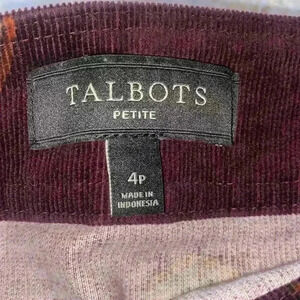 TALBOTS
PETITE
4P
MADE IN
INDONESIA